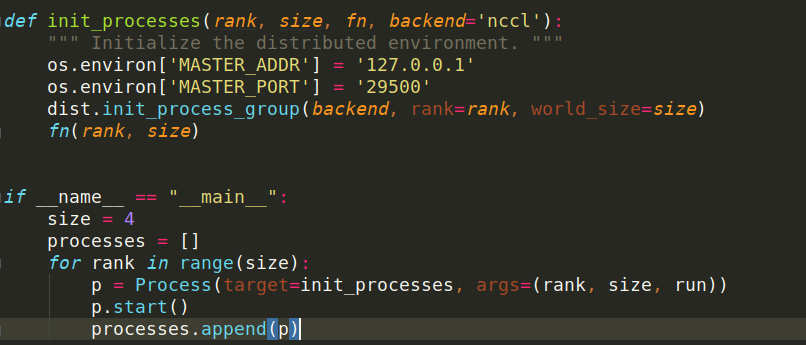 def init_processes(rank, size, fn, backend='nccl'):
    """ Initialize the distributed environment. """
    os.environ['MASTER_ADDR'] = '127.0.0.1'
    os.environ['MASTER_PORT'] = '29500'
    dist.init_process_group(backend, rank=rank, world_size=size)
    fn(rank, size)
if __name__ == "__main__":
    size = 4
    processes = []
    for rank in range(size):
        p = Process(target=init_processes, args=(rank, size, run))
        p.start()
        processes.append(p)